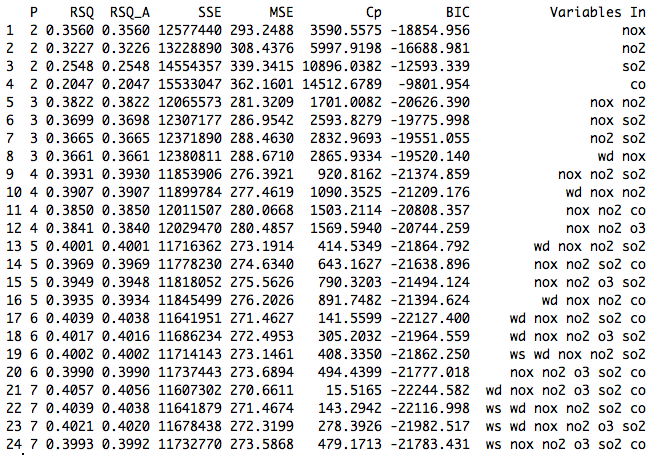 P RSQ RSQ_A SSE MSE Cp BIC Variables In
1 2 0.3560 0.3560 12577440 293.2488 3590.5575 -18854.956 nox
2 2 0.3227 0.3226 13228890 308.4376 5997.9198 -16688.981 no2
3 2 0.2548 0.2548 14554357 339.3415 10896.0382 -12593.339 so2
4 2 0.2047 0.2047 15533047 362.1601 14512.6789 -9801.954 co
5 3 0.3822 0.3822 12065573 281.3209 1701.0082 -20626.390 nox no2
6 3 0.3699 0.3698 12307177 286.9542 2593.8279 -19775.998 nox so2
7 3 0.3665 0.3665 12371890 288.4630 2832.9693 -19551.055 no2 so2
8 3 0.3661 0.3661 12380811 288.6710 2865.9334 -19520.140 wd nox
9 4 0.3931 0.3930 11853906 276.3921 920.8162 -21374.859 nox no2 so2
10 4 0.3907 0.3907 11899784 277.4619 1090.3525 -21209.176 wd nox no2
11 4 0.3850 0.3850 12011507 280.0668 1503.2114 -20808.357 nox no2 co
12 4 0.3841 0.3840 12029470 280.4857 1569.5940 -20744.259 nox no2 o3
13 5 0.4001 0.4001 11716362 273.1914 414.5349 -21864.792 wd nox no2 so2
14 5 0.3969 0.3969 11778230 274.6340 643.1627 -21638.896 nox no2 so2 co
15 5 0.3949 0.3948 11818052 275.5626 790.3203 -21494.124 nox no2 o3 so2
16 5 0.3935 0.3934 11845499 276.2026 891.7482 -21394.624 wd nox no2 co
17 6 0.4039 0.4038 11641951 271.4627 141.5599 -22127.400 wd nox no2 so2 co
18 6 0.4017 0.4016 11686234 272.4953 305.2032 -21964.559 wd nox no2 o3 so2
19 6 0.4002 0.4002 11714143 273.1461 408.3350 -21862.250 ws wd nox no2 so2
20 6 0.3990 0.3990 11737443 273.6894 494.4399 -21777.018 nox no2 o3 so2 co
21 7 0.4057 0.4056 11607302 270.6611 15.5165 -22244.582 wd nox no2 o3 so2 co
22 7 0.4039 0.4038 11641879 271.4674 143.2942 -22116.998 ws wd nox no2 so2 co
23 7 0.4021 0.4020 11678438 272.3199 278.3926 -21982.517 ws wd nox no2 o3 so2
24 7 0.3993 0.3992 11732770 273.5868 479.1713 -21783.431 ws nox no2 o3 so2 co